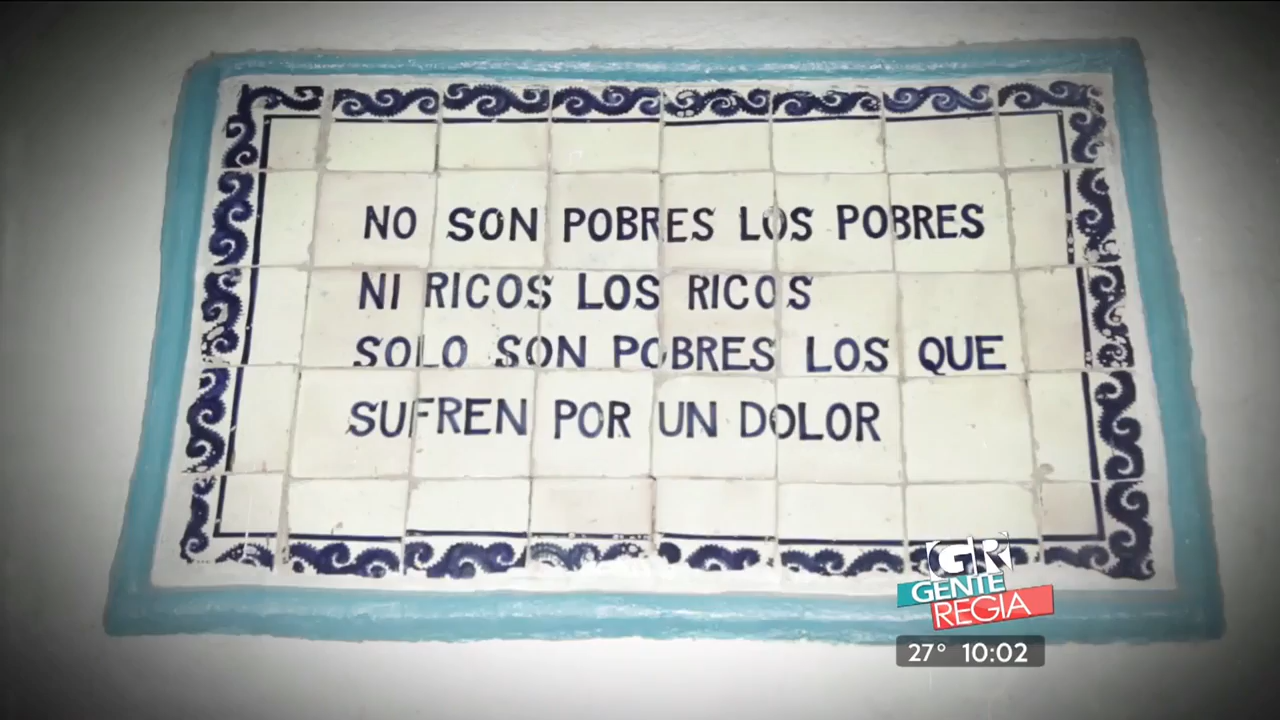 NO SON POBRES LOS POBRES
NI RICOS LOS RICOS
SOLO SON POBRES LOS QUE
SUFREN POR UN DOLOR
GR
GENTE
REGIA
27° 10:02